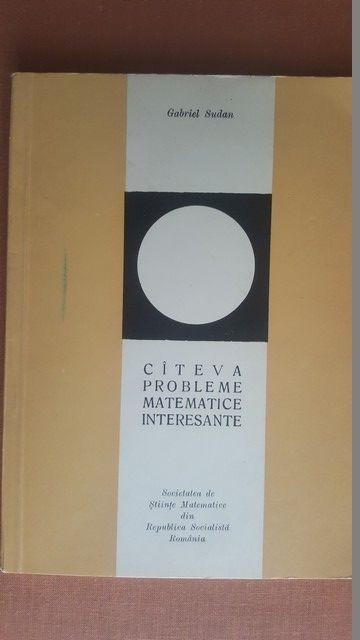 Gabriel Sudan
CÎTEVA
PROBLEME
MATEMATICE
INTERESANTE
Societatea de
Științe Matematice
din
Republica Socialistă
România